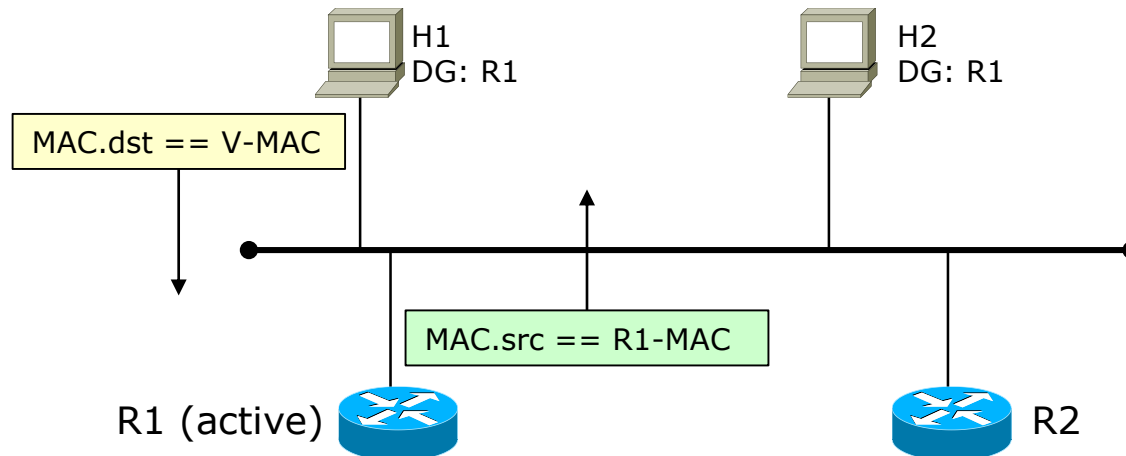 H1
DG: R1
H2
DG: R1
MAC.dst == V-MAC
MAC.src == R1-MAC
R1 (active)
R2